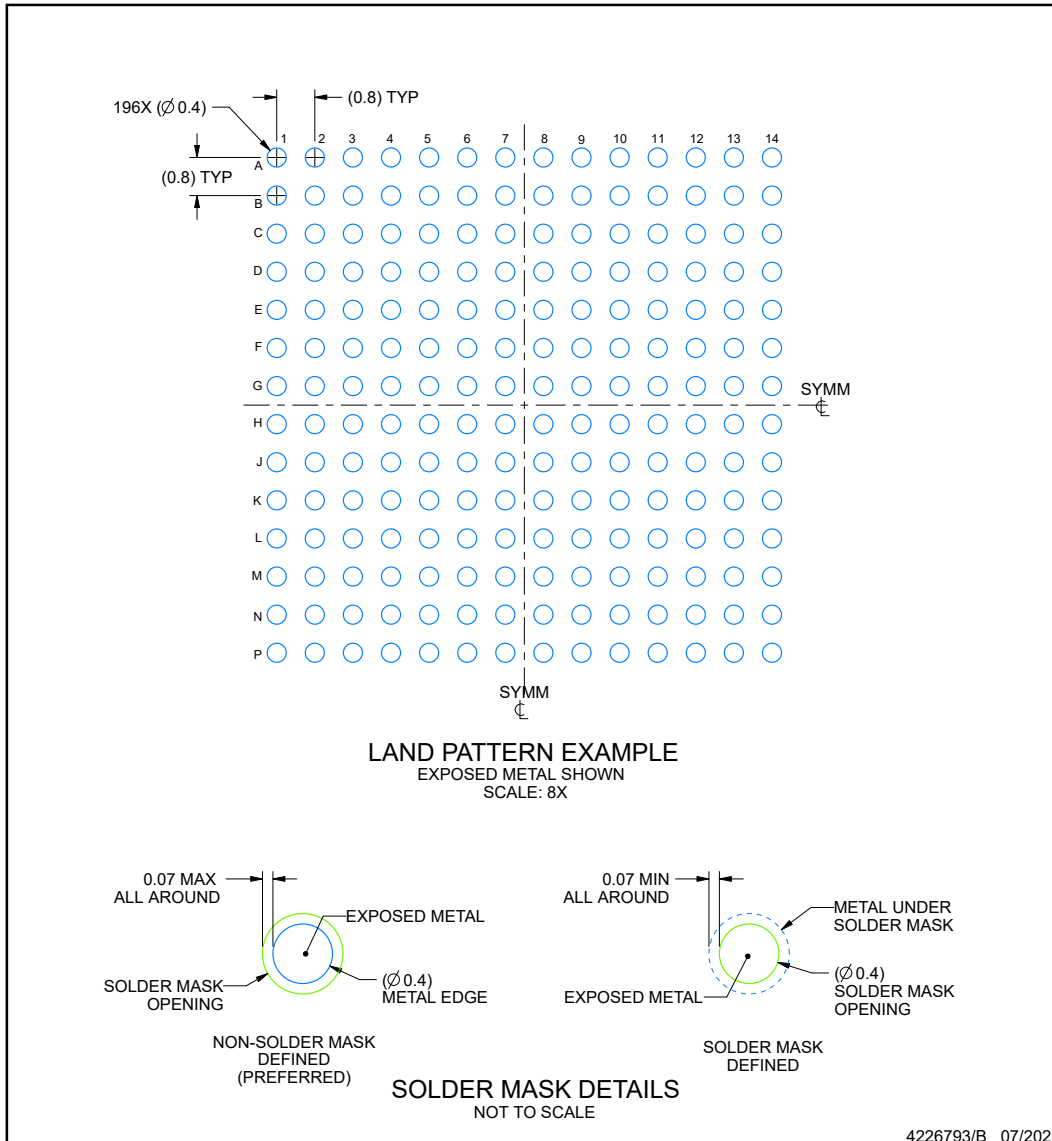 (0.8) TYP
196X (Ø 0.4)
1 2 3 4 5 6 7 8 9 10 11 12 13 14
A
(0.8) TYP
B
C
D
E
F
G
SYMM
℄
H
J
K
L
M
N
P
SYMM
℄
LAND PATTERN EXAMPLE
EXPOSED METAL SHOWN
SCALE: 8X
0.07 MAX
ALL AROUND
EXPOSED METAL
(Ø 0.4)
METAL EDGE
SOLDER MASK
OPENING
NON-SOLDER MASK
DEFINED
(PREFERRED)
0.07 MIN
ALL AROUND
METAL UNDER
SOLDER MASK
EXPOSED METAL
(Ø 0.4)
SOLDER MASK
OPENING
SOLDER MASK
DEFINED
SOLDER MASK DETAILS
NOT TO SCALE
4226793/B 07/202